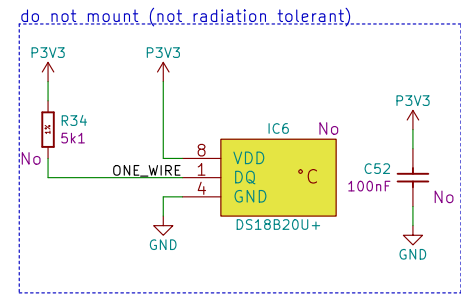 do not mount (not radiation tolerant)
P3V3
P3V3
R34
1%
5k1
No
ONE_WIRE
IC6
No
8
VDD
1
DQ
4
GND
°C
DS18B20U+
GND
P3V3
C52
100nF
No
GND